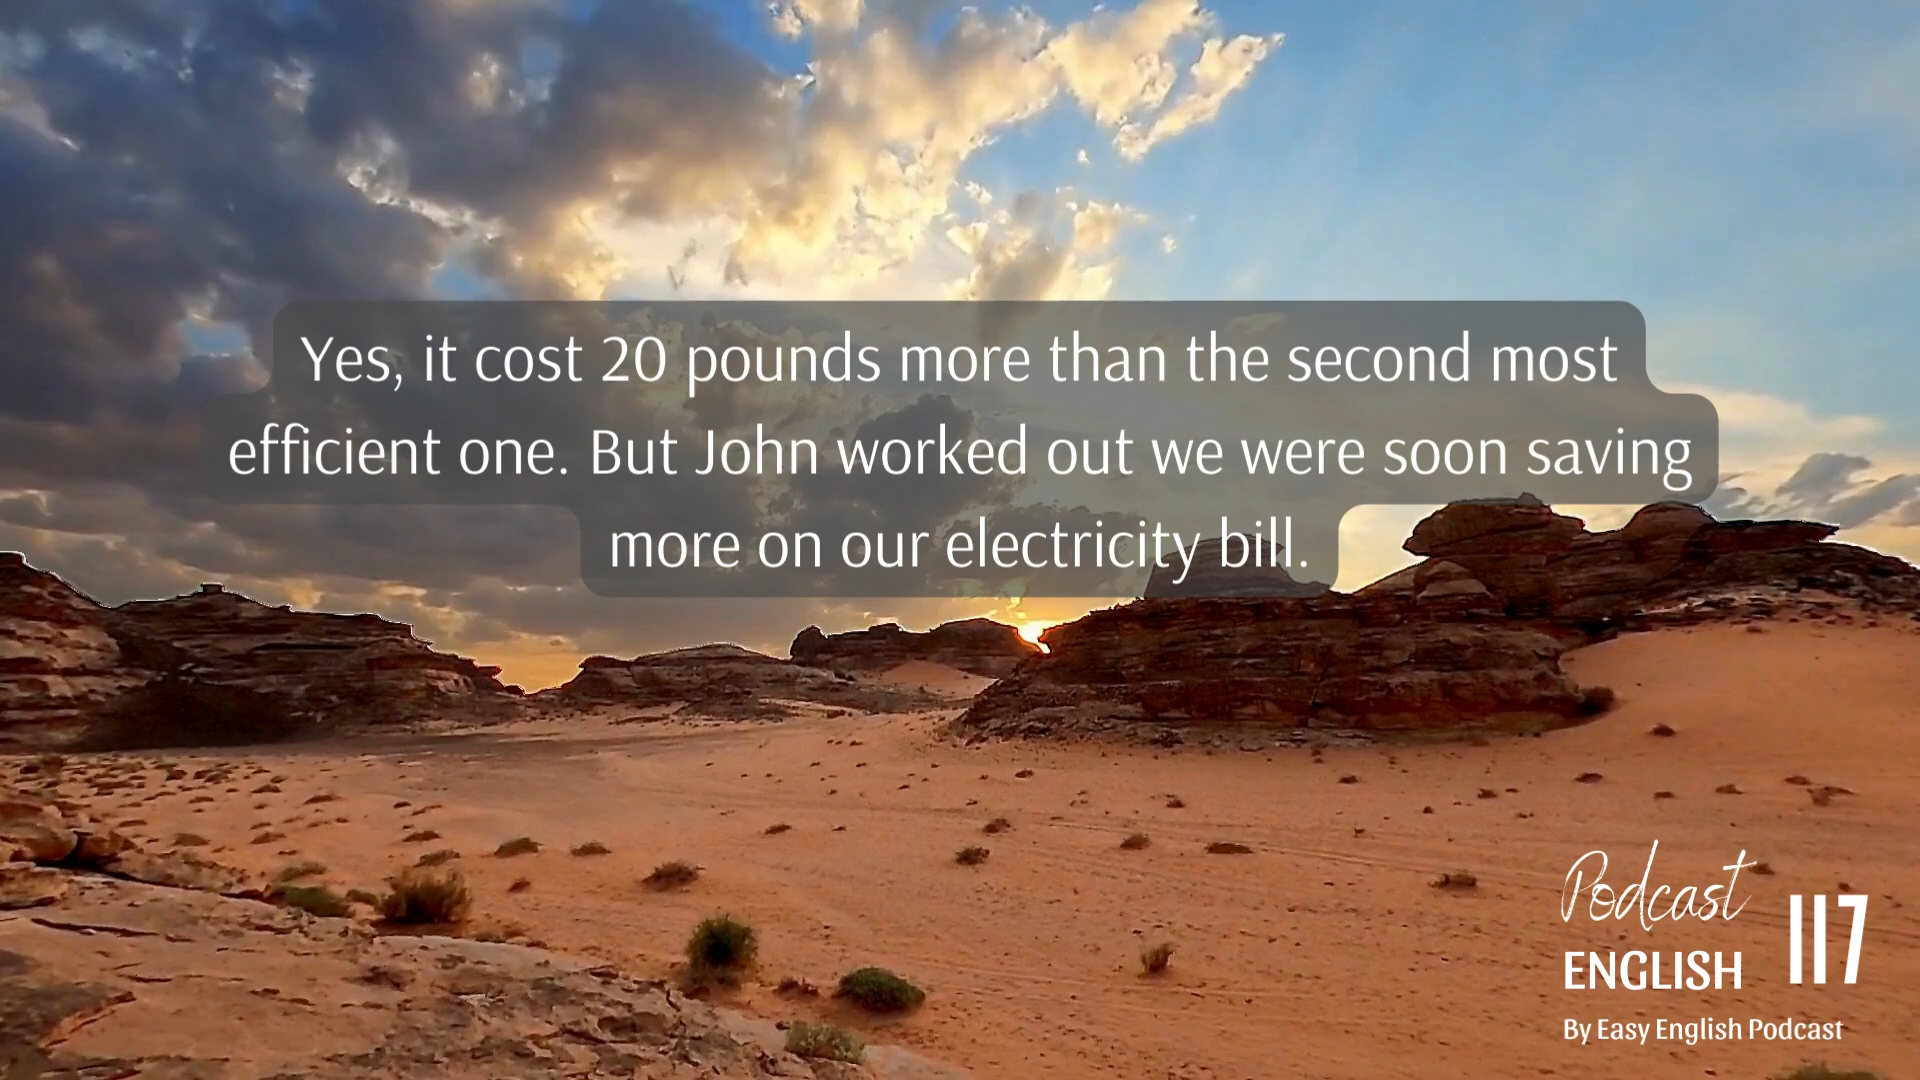 Yes, it cost 20 pounds more than the second most
efficient one. But John worked out we were soon saving
more on our electricity bill.
Podcast
ENGLISH
117
By Easy English Podcast